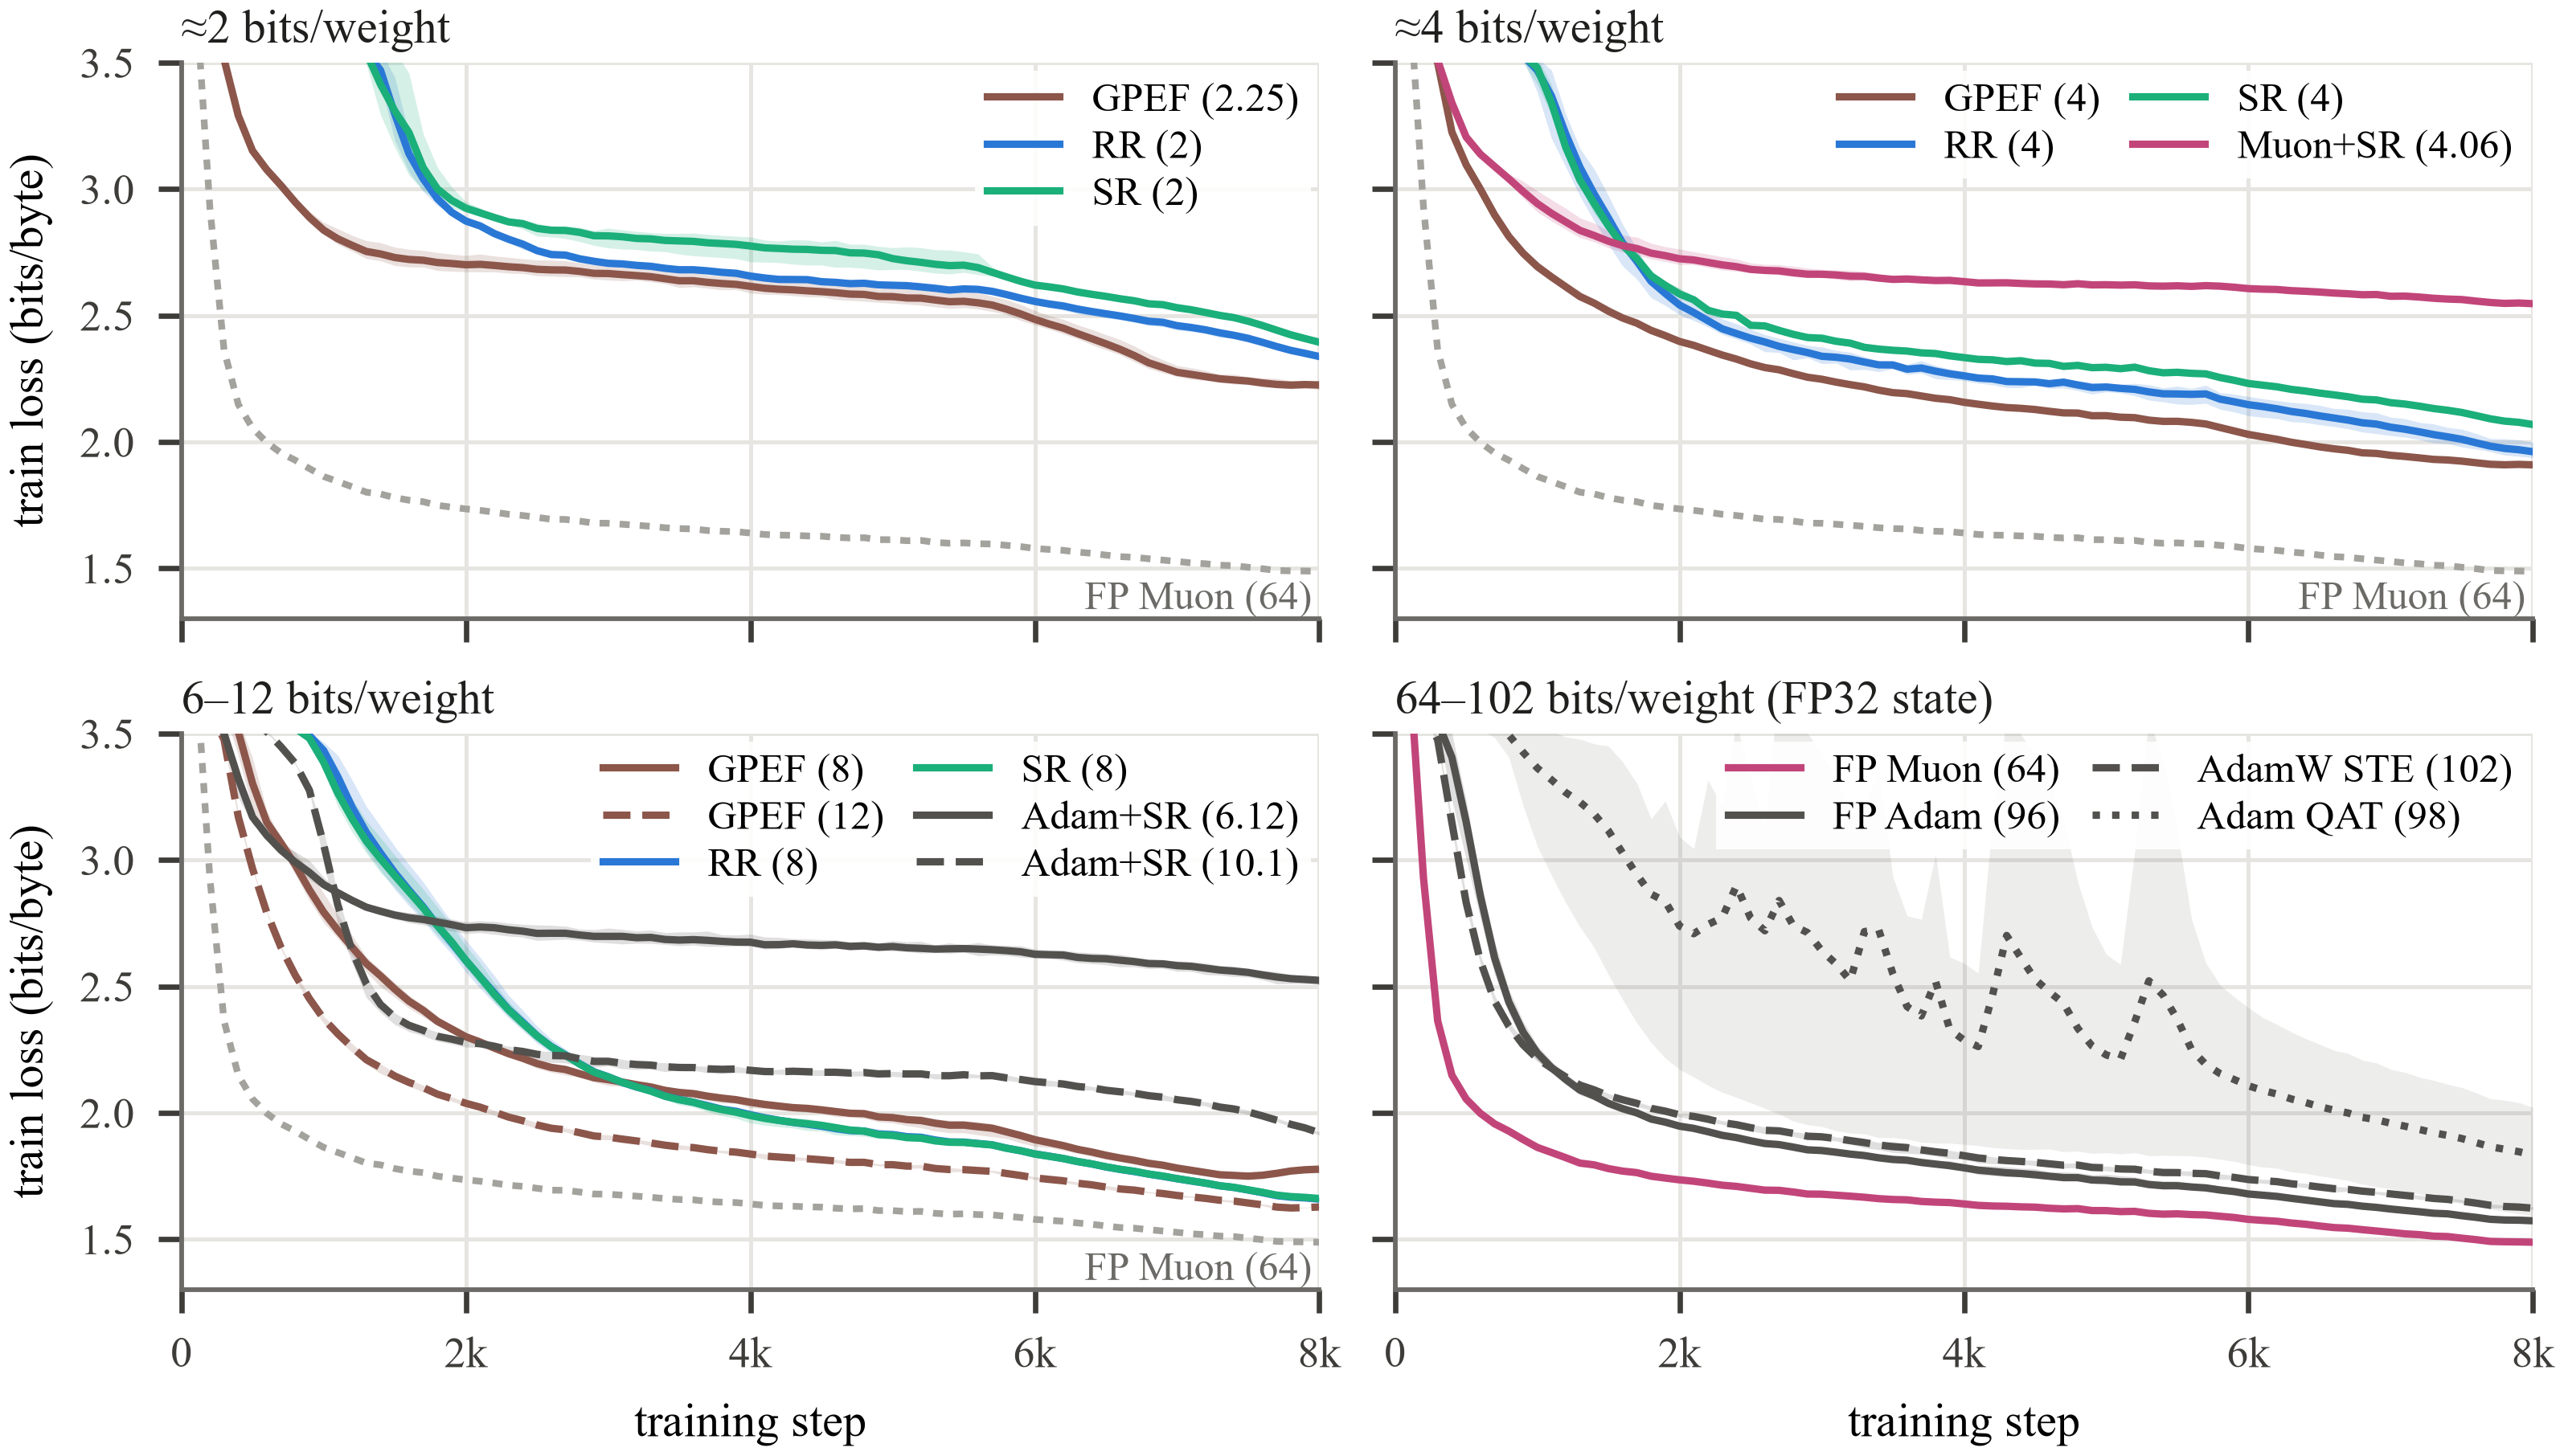 ≈2 bits/weight
3.5
3.0
2.5
2.0
1.5
train loss (bits/byte)
GPEF (2.25)
RR (2)
SR (2)
FP Muon (64)
≈4 bits/weight
GPEF (4)
RR (4)
SR (4)
Muon+SR (4.06)
FP Muon (64)
6–12 bits/weight
3.5
3.0
2.5
2.0
1.5
train loss (bits/byte)
GPEF (8)
GPEF (12)
RR (8)
SR (8)
Adam+SR (6.12)
Adam+SR (10.1)
FP Muon (64)
0 2k 4k 6k 8k
training step
64–102 bits/weight (FP32 state)
FP Muon (64)
FP Adam (96)
AdamW STE (102)
Adam QAT (98)
0 2k 4k 6k 8k
training step